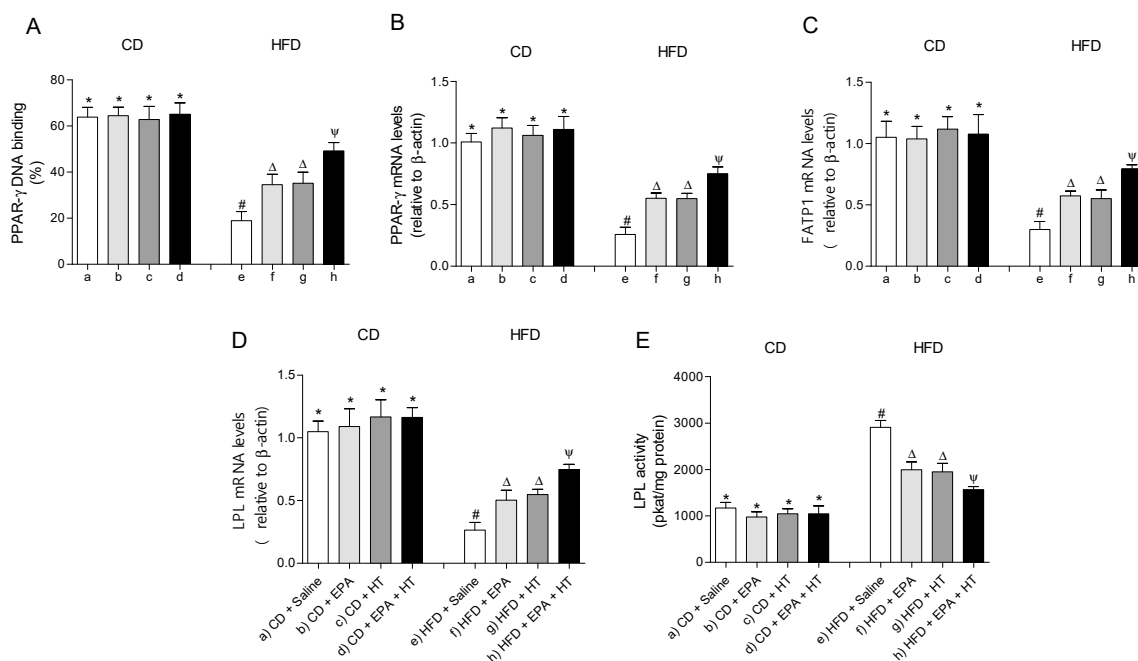 A
CD
HFD
PPAR-γ DNA binding
(%)
80
60
40
20
0
* * * * # Δ Δ ψ
a b c d e f g h
B
CD
HFD
PPAR-γ mRNA levels
(relative to β-actin)
1.5
1.0
0.5
0.0
* * * * # Δ Δ ψ
a b c d e f g h
C
CD
HFD
FATP1 mRNA levels
( relative to β-actin)
1.5
1.0
0.5
0.0
* * * * # Δ Δ ψ
a b c d e f g h
D
CD
HFD
LPL mRNA levels
( relative to β-actin)
1.5
1.0
0.5
0.0
* * * * # Δ Δ ψ
a) CD + Saline
b) CD + EPA
c) CD + HT
d) CD + EPA + HT
e) HFD + Saline
f) HFD + EPA
g) HFD + HT
h) HFD + EPA + HT
E
CD
HFD
LPL activity
(pkat/mg protein)
4000
3000
2000
1000
0
* * * * # Δ Δ ψ
a) CD + Saline
b) CD + EPA
c) CD + HT
d) CD + EPA + HT
e) HFD + Saline
f) HFD + EPA
g) HFD + HT
h) HFD + EPA + HT